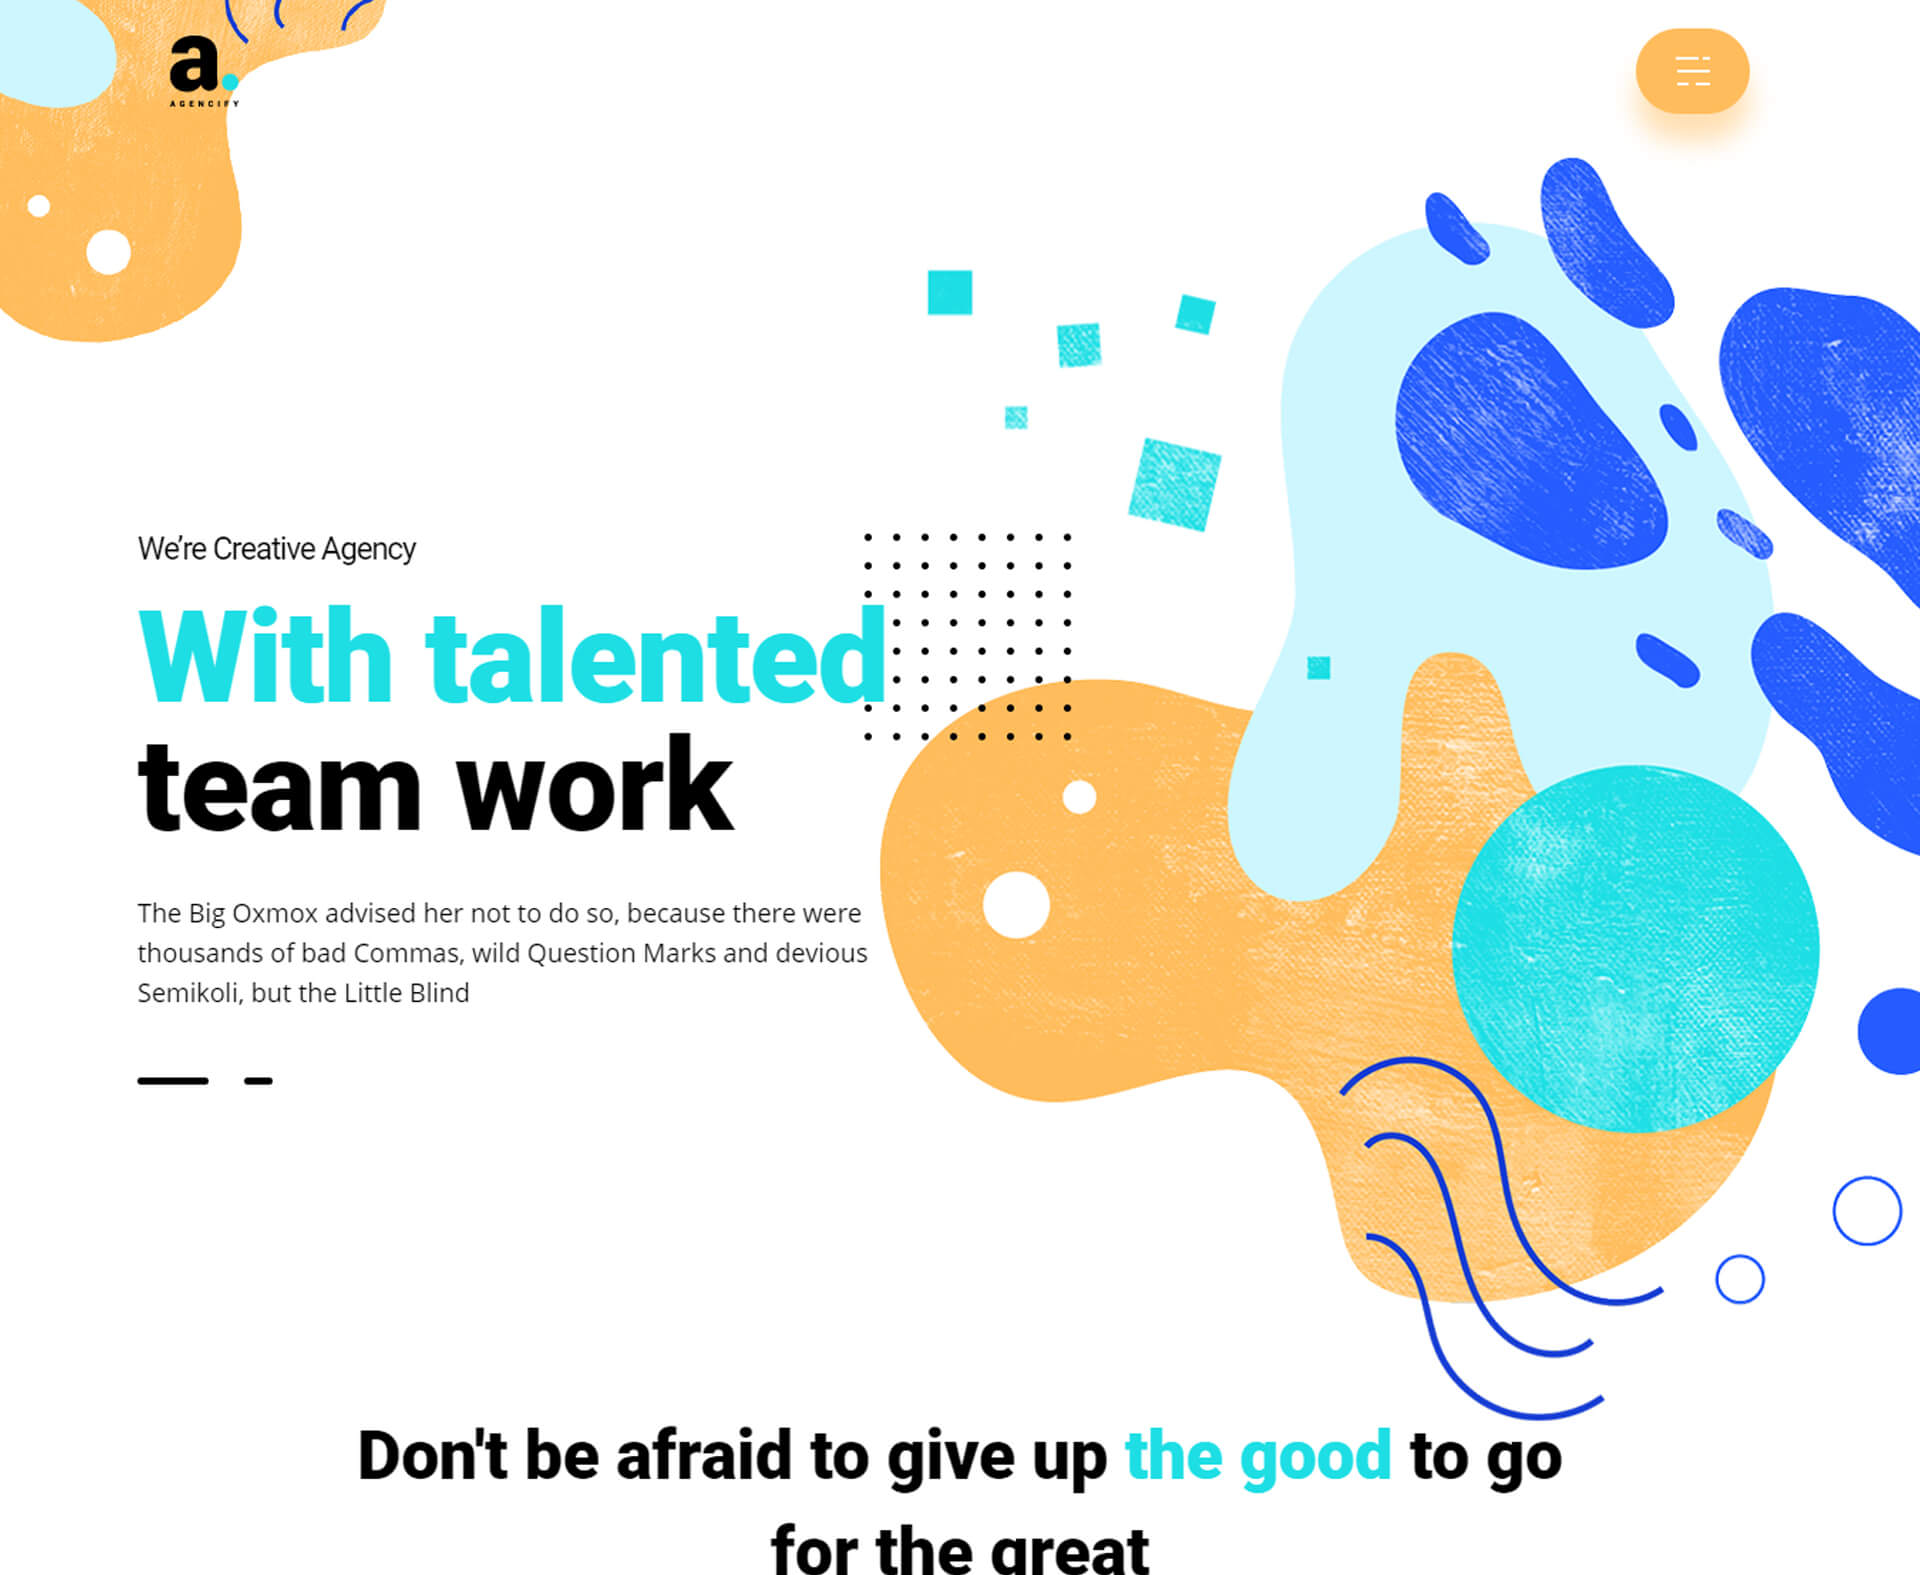 a.
AGENCIFY
We’re Creative Agency
With talented
team work
The Big Oxmox advised her not to do so, because there were
thousands of bad Commas, wild Question Marks and devious
Semikoli, but the Little Blind
Don't be afraid to give up the good to go
for the great